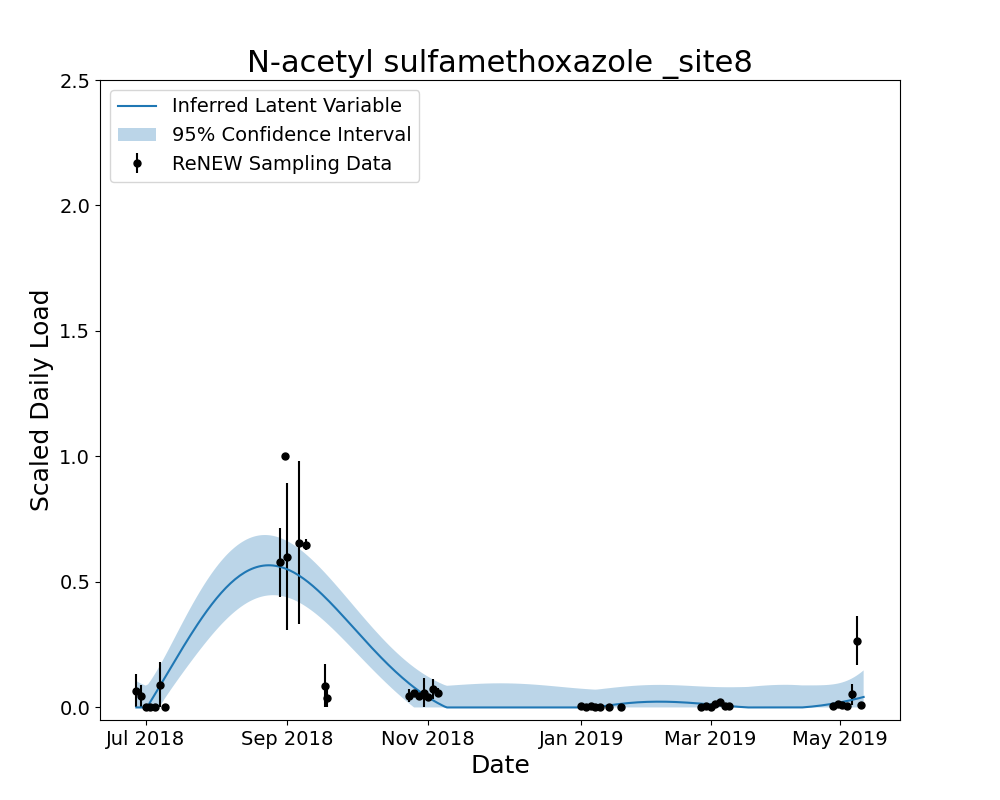 N-acetyl sulfamethoxazole _site8
2.5
2.0
1.5
1.0
0.5
0.0
Scaled Daily Load
Inferred Latent Variable
95% Confidence Interval
ReNEW Sampling Data
Jul 2018 Sep 2018 Nov 2018 Jan 2019 Mar 2019 May 2019
Date